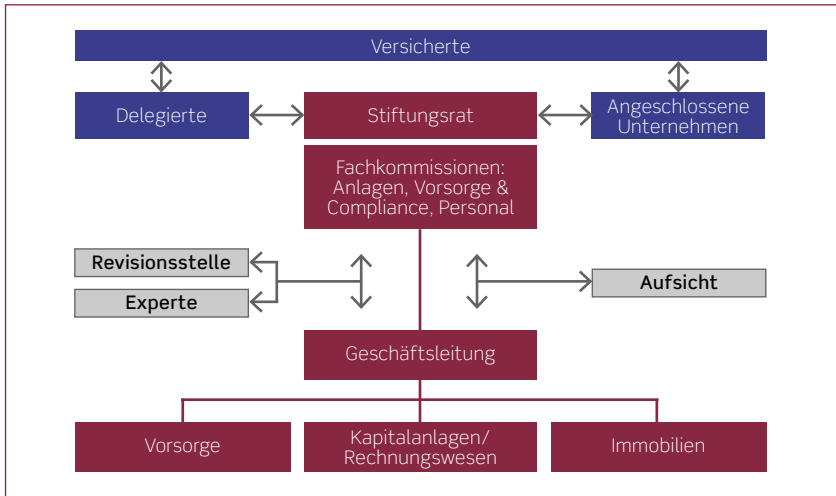 Versicherte
Delegierte
Stiftungsrat
Angeschlossene
Unternehmen
Fachkommissionen:
Anlagen, Vorsorge &
Compliance, Personal
Revisionsstelle
Experte
Aufsicht
Geschäftsleitung
Vorsorge
Kapitalanlagen/
Rechnungswesen
Immobilien